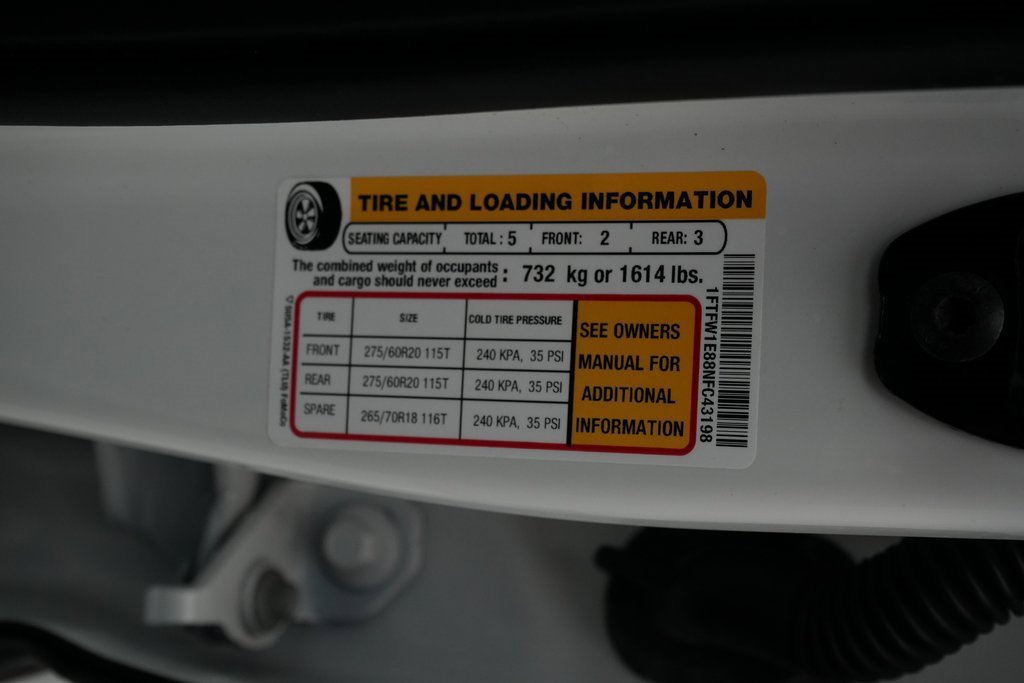 TIRE AND LOADING INFORMATION
SEATING CAPACITY TOTAL: 5 FRONT: 2 REAR: 3
The combined weight of occupants and cargo should never exceed : 732 kg or 1614 lbs.
TIRE SIZE COLD TIRE PRESSURE
FRONT 275/60R20 115T 240 KPA, 35 PSI
REAR 275/60R20 115T 240 KPA, 35 PSI
SPARE 265/70R18 116T 240 KPA, 35 PSI
SEE OWNERS
MANUAL FOR
ADDITIONAL
INFORMATION
1FTFW1E88NFC43198